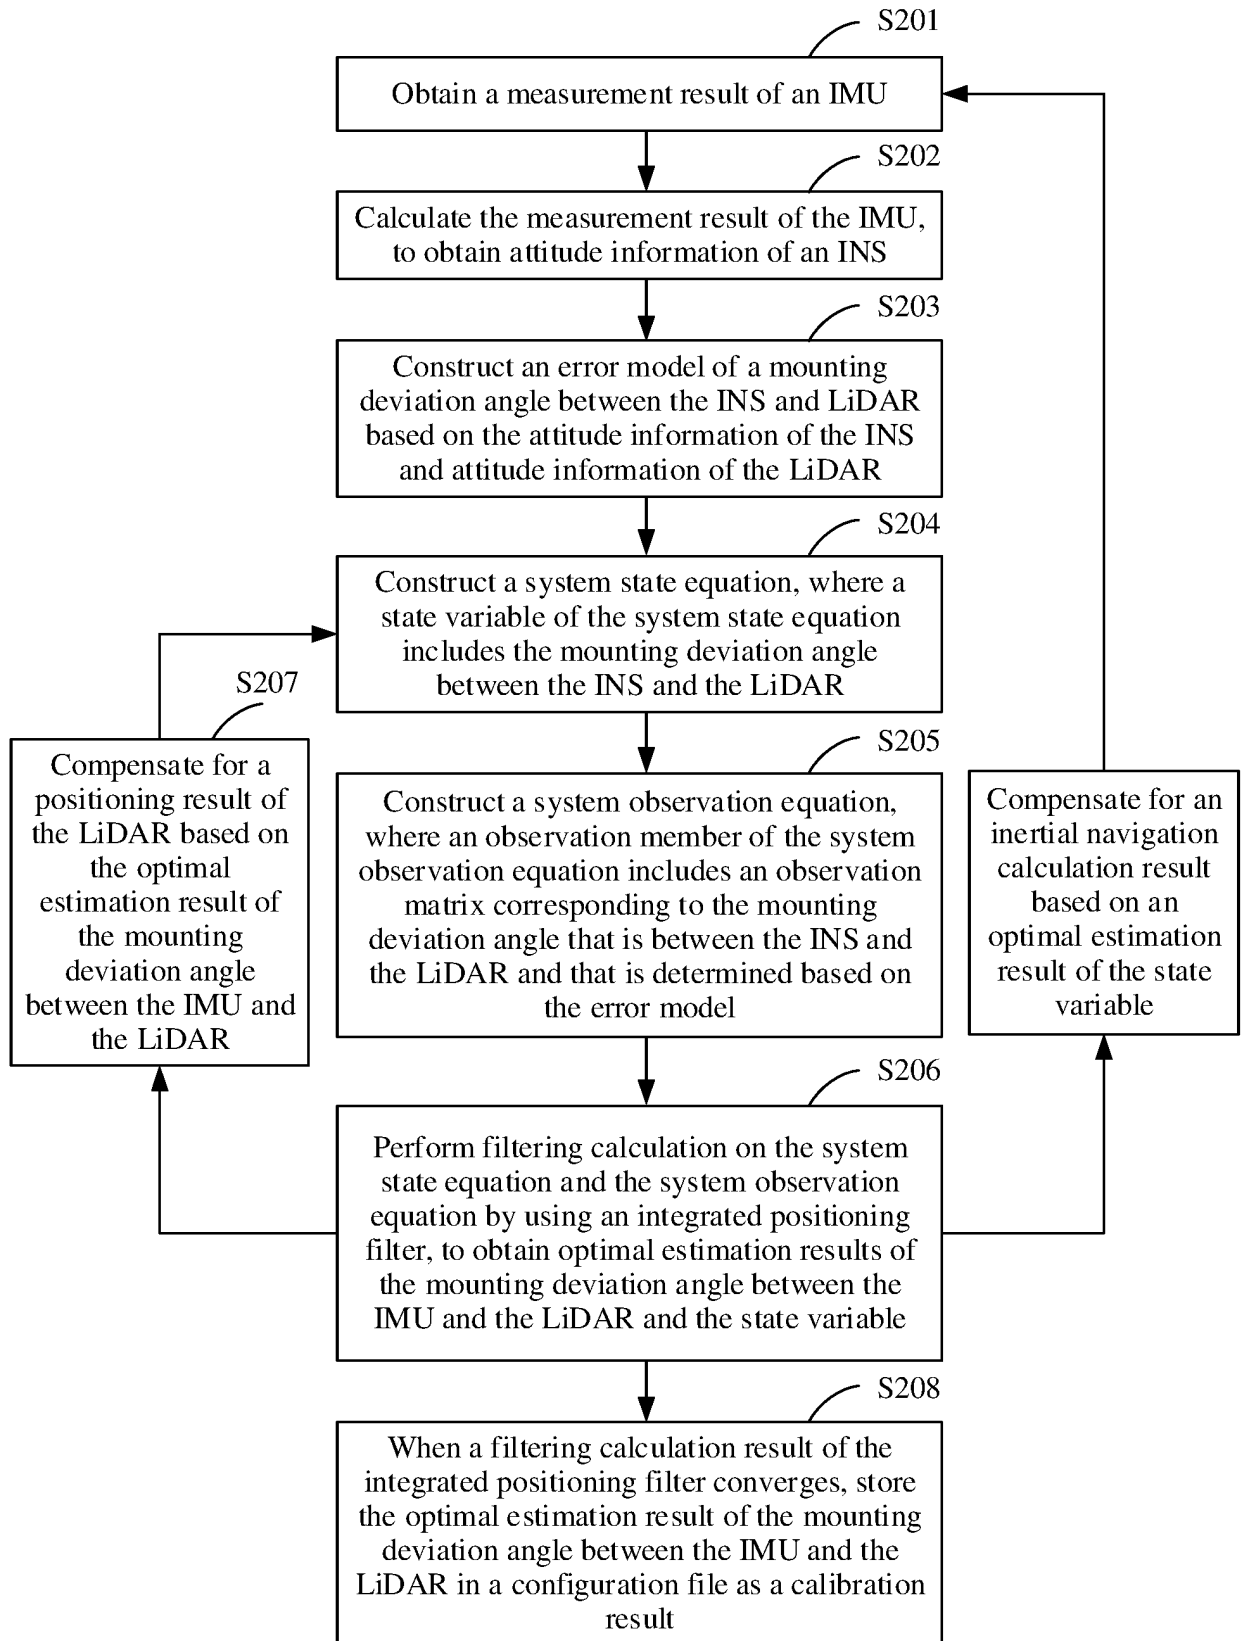 S201
Obtain a measurement result of an IMU
S202
Calculate the measurement result of the IMU,
to obtain attitude information of an INS
S203
Construct an error model of a mounting
deviation angle between the INS and LiDAR
based on the attitude information of the INS
and attitude information of the LiDAR
S204
Construct a system state equation, where a
state variable of the system state equation
includes the mounting deviation angle
between the INS and the LiDAR
S207
Compensate for a
positioning result of
the LiDAR based on
the optimal
estimation result of
the mounting
deviation angle
between the IMU and
the LiDAR
S205
Construct a system observation equation,
where an observation member of the system
observation equation includes an observation
matrix corresponding to the mounting
deviation angle that is between the INS and
the LiDAR and that is determined based on
the error model
Compensate for an
inertial navigation
calculation result
based on an
optimal estimation
result of the state
variable
S206
Perform filtering calculation on the system
state equation and the system observation
equation by using an integrated positioning
filter, to obtain optimal estimation results of
the mounting deviation angle between the
IMU and the LiDAR and the state variable
S208
When a filtering calculation result of the
integrated positioning filter converges, store
the optimal estimation result of the mounting
deviation angle between the IMU and the
LiDAR in a configuration file as a calibration
result